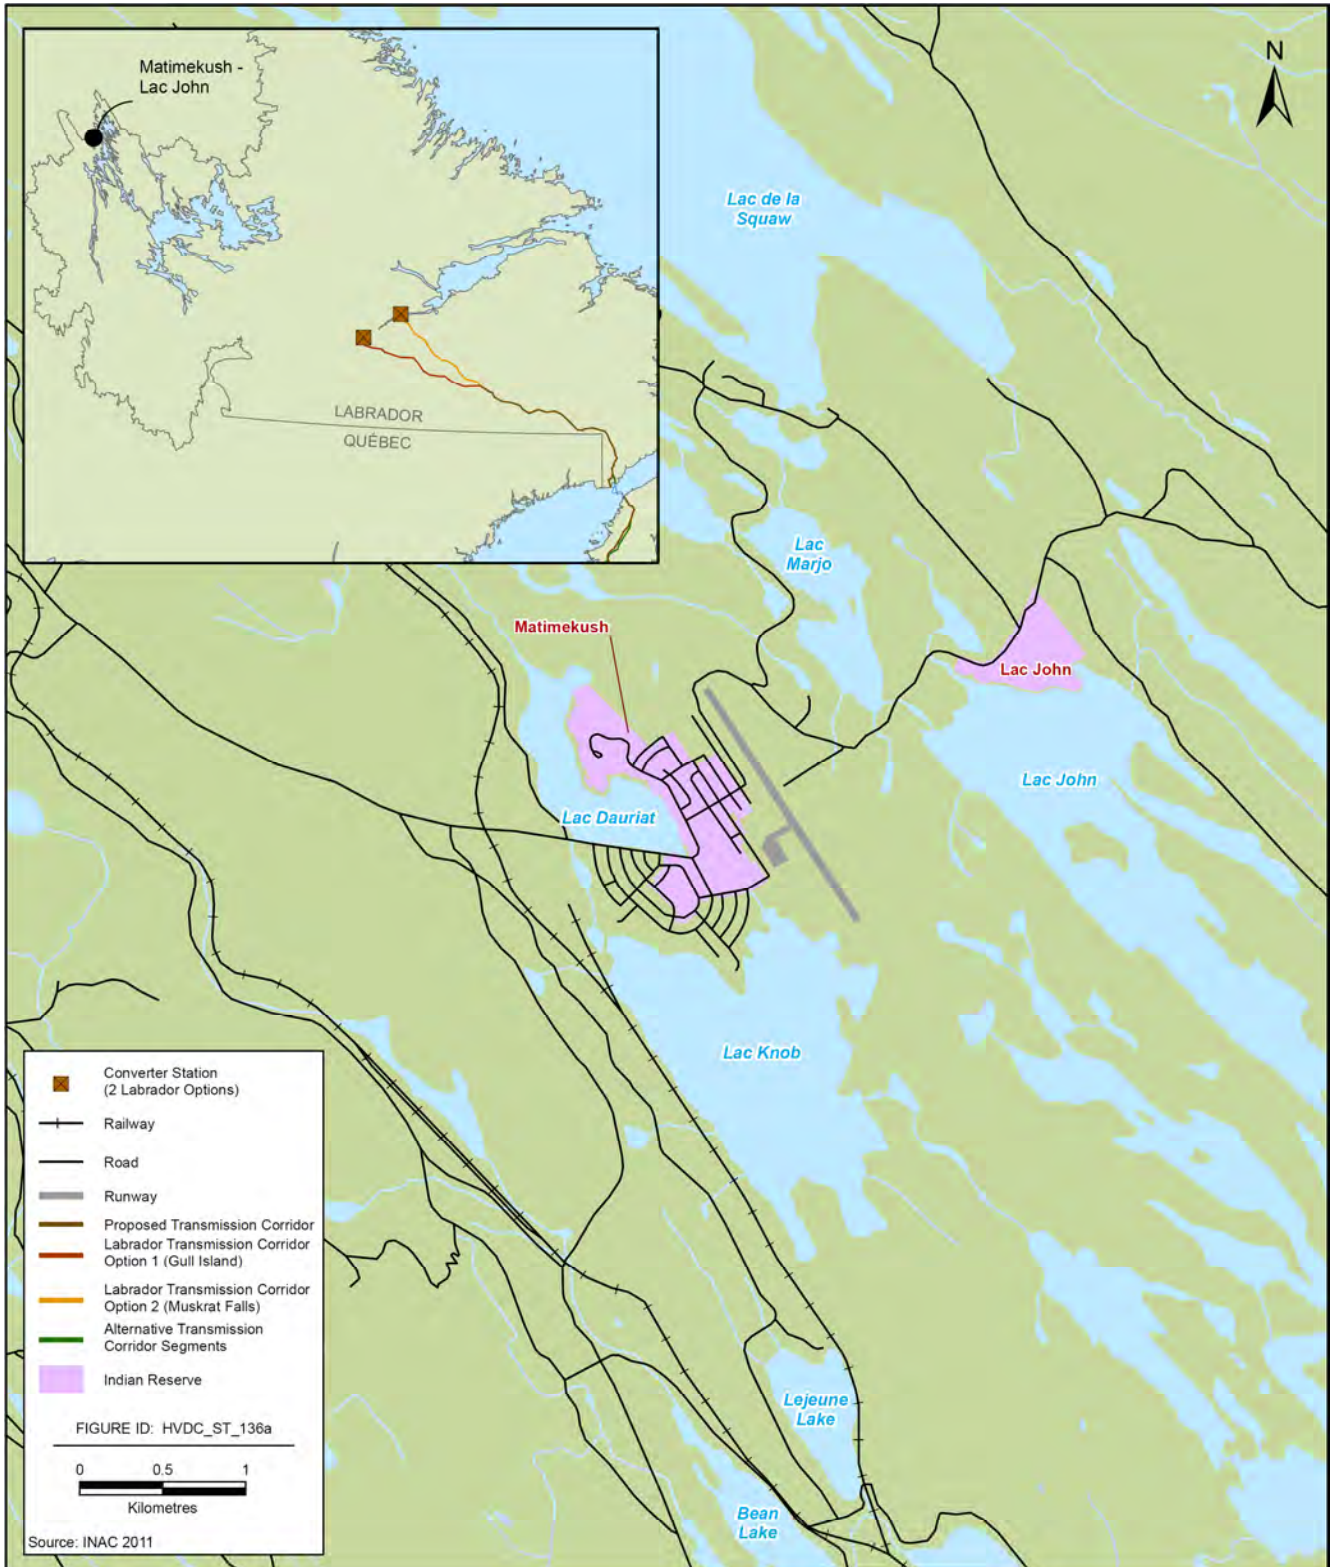 Matimekush -
Lac John
N
Lac de la
Squaw
LABRADOR
QUÉBEC
Lac
Marjo
Matimekush
Lac John
Lac John
Lac Dauriat
Lac Knob
Converter Station
(2 Labrador Options)
Railway
Road
Runway
Proposed Transmission Corridor
Labrador Transmission Corridor
Option 1 (Gull Island)
Labrador Transmission Corridor
Option 2 (Muskrat Falls)
Alternative Transmission
Corridor Segments
Indian Reserve
FIGURE ID: HVDC_ST_136a
0 0.5 1
Kilometres
Source: INAC 2011
Lejeune
Lake
Bean
Lake